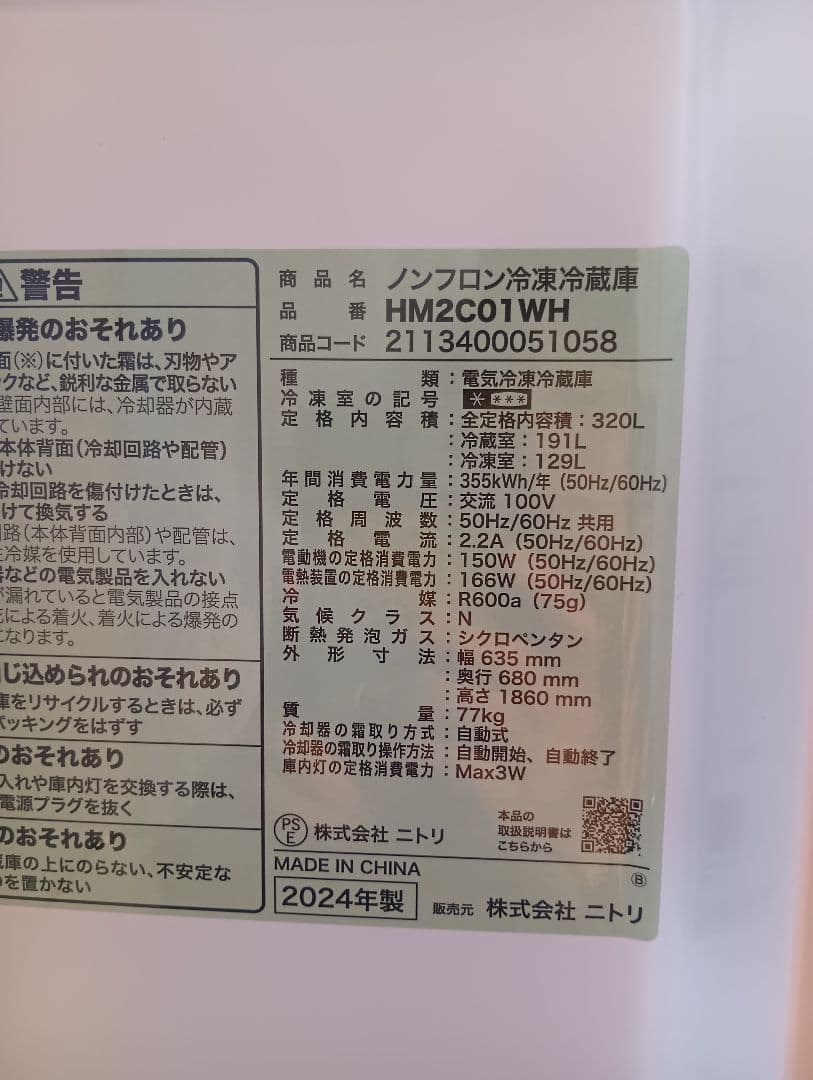 警告
爆発のおそれあり
面(※)に付いた霜は、刃物やア
クなど、鋭利な金属で取らない
壁面内部には、冷却器が内蔵
ています。
本体背面(冷却回路や配管)
けない
冷却回路を傷付けたときは、
けて換気する
回路(本体背面内部)や配管は、
生冷媒を使用しています。
器などの電気製品を入れない
が漏れていると電気製品の接点
花による着火、着火による爆発の
になります。
閉じ込められのおそれあり
庫をリサイクルするときは、必ず
パッキングをはずす
のおそれあり
入れや庫内灯を交換する際は、
電源プラグを抜く
のおそれあり
蔵庫の上にのらない、不安定な
のを置かない
商品名 ノンフロン冷凍冷蔵庫
品番 HM2C01WH
商品コード 2113400051058
種類:電気冷凍冷蔵庫
冷凍室の記号:* ***
定格内容積:全定格内容積:320L
:冷蔵室:191L
:冷凍室:129L
年間消費電力量:355kWh/年(50Hz/60Hz)
定格電圧:交流 100V
定格周波数:50Hz/60Hz 共用
定格電流:2.2A(50Hz/60Hz)
電動機の定格消費電力:150W(50Hz/60Hz)
電熱装置の定格消費電力:166W(50Hz/60Hz)
冷媒:R600a(75g)
気候クラス:N
断熱発泡ガス:シクロペンタン
外形寸法:幅 635 mm
:奥行 680 mm
:高さ 1860 mm
質量:77kg
冷却器の霜取り方式:自動式
冷却器の霜取り操作方法:自動開始、自動終了
庫内灯の定格消費電力:Max3W
PS
E
株式会社 ニトリ
本品の
取扱説明書は
こちらから
MADE IN CHINA
Ⓑ
2024年製
販売元 株式会社 ニトリ